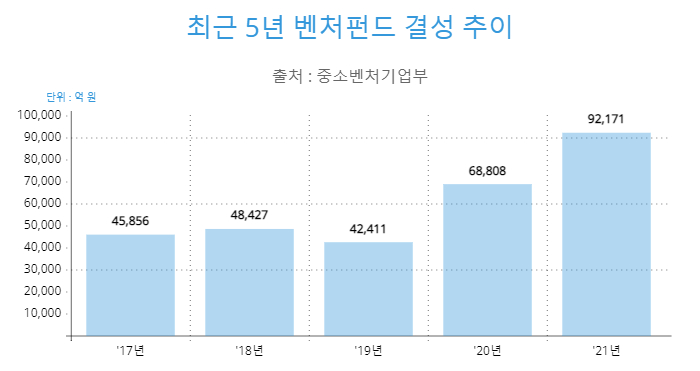 최근 5년 벤처펀드 결성 추이
출처 : 중소벤처기업부
단위 : 억 원
100,000
90,000
80,000
70,000
60,000
50,000
40,000
30,000
20,000
10,000
45,856
48,427
42,411
68,808
92,171
'17년
'18년
'19년
'20년
'21년